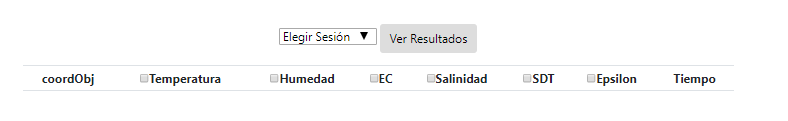 Elegir Sesión Ver Resultados
coordObj Temperatura Humedad EC Salinidad SDT Epsilon Tiempo